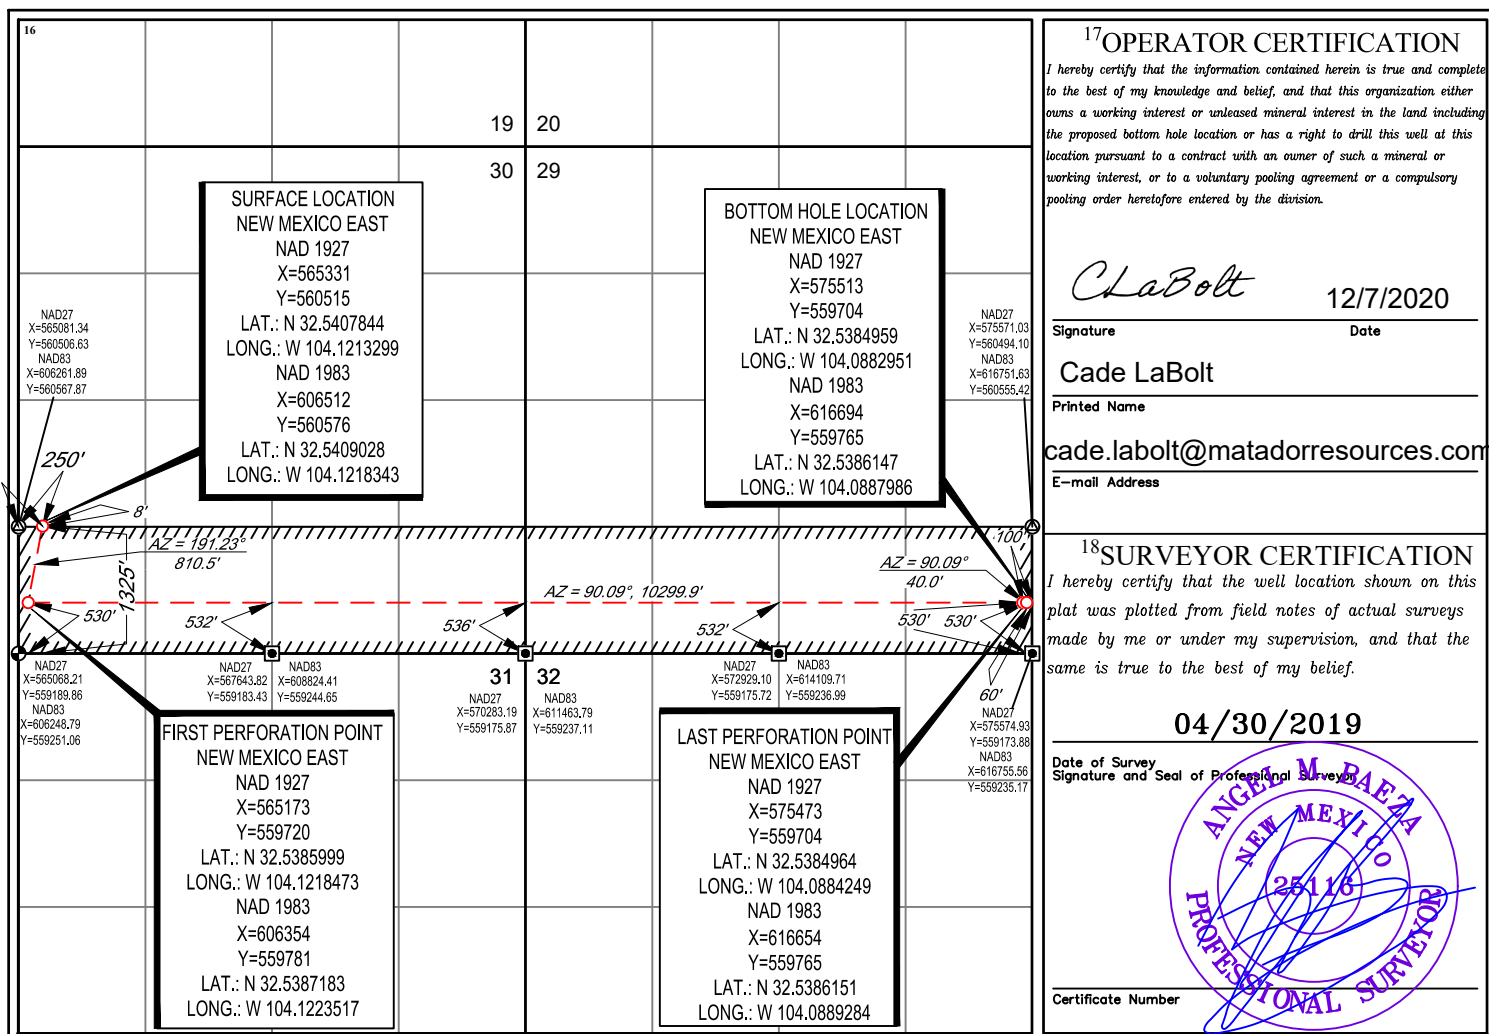 16
19 20
30 29
SURFACE LOCATION
NEW MEXICO EAST
NAD 1927
X=565331
Y=560515
LAT.: N 32.5407844
LONG.: W 104.1213299
NAD 1983
X=606512
Y=560576
LAT.: N 32.5409028
LONG.: W 104.1218343
BOTTOM HOLE LOCATION
NEW MEXICO EAST
NAD 1927
X=575513
Y=559704
LAT.: N 32.5384959
LONG.: W 104.0882951
NAD 1983
X=616694
Y=559765
LAT.: N 32.5386147
LONG.: W 104.0887986
NAD27
X=565081.34
Y=560506.63
NAD83
X=606261.89
Y=560567.87
NAD27
X=575571.03
Y=560494.10
NAD83
X=616751.63
Y=560555.42
250'
8'
AZ = 191.23°
810.5'
1325'
530'
532'
AZ = 90.09°, 10299.9'
536'
532'
AZ = 90.09°
40.0'
100'
530' 530'
60'
NAD27
X=565068.21
Y=559189.86
NAD83
X=606248.79
Y=559251.06
NAD27
X=567643.82
Y=559183.43
NAD83
X=608824.41
Y=559244.65
31 32
NAD27
X=570283.19
Y=559175.87
NAD83
X=611463.79
Y=559237.11
NAD27
X=572929.10
Y=559175.72
NAD83
X=614109.71
Y=559236.99
NAD27
X=575574.93
Y=559173.88
NAD83
X=616755.56
Y=559235.17
FIRST PERFORATION POINT
NEW MEXICO EAST
NAD 1927
X=565173
Y=559720
LAT.: N 32.5385999
LONG.: W 104.1218473
NAD 1983
X=606354
Y=559781
LAT.: N 32.5387183
LONG.: W 104.1223517
LAST PERFORATION POINT
NEW MEXICO EAST
NAD 1927
X=575473
Y=559704
LAT.: N 32.5384964
LONG.: W 104.0884249
NAD 1983
X=616654
Y=559765
LAT.: N 32.5386151
LONG.: W 104.0889284
17 OPERATOR CERTIFICATION
I hereby certify that the information contained herein is true and complete
to the best of my knowledge and belief, and that this organization either
owns a working interest or unleased mineral interest in the land including
the proposed bottom hole location or has a right to drill this well at this
location pursuant to a contract with an owner of such a mineral or
working interest, or to a voluntary pooling agreement or a compulsory
pooling order heretofore entered by the division.
CLaBolt 12/7/2020
Signature Date
Cade LaBolt
Printed Name
cade.labolt@matadorresources.com
E-mail Address
18 SURVEYOR CERTIFICATION
I hereby certify that the well location shown on this
plat was plotted from field notes of actual surveys
made by me or under my supervision, and that the
same is true to the best of my belief.
04/30/2019
Date of Survey
Signature and Seal of Professional Surveyor
ANGEL M. BAEZA
NEW MEXICO
25116
PROFESSIONAL SURVEYOR
Certificate Number